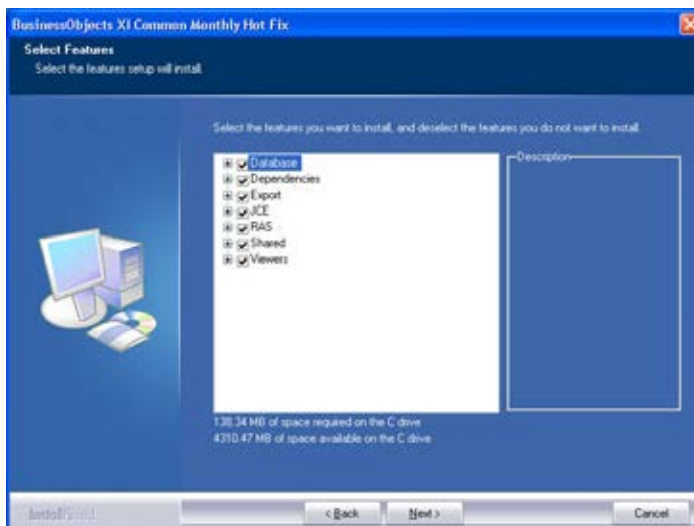 BusinessObjects XI Common Monthly Hot Fix
Select Features
Select the features setup will install.
Select the features you want to install, and deselect the features you do not want to install.
Database
Description
Dependencies
Export
JCE
RAS
Shared
Viewers
138.34 MB of space required on the C drive
4310.47 MB of space available on the C drive
InstallShield
< Back
Next >
Cancel